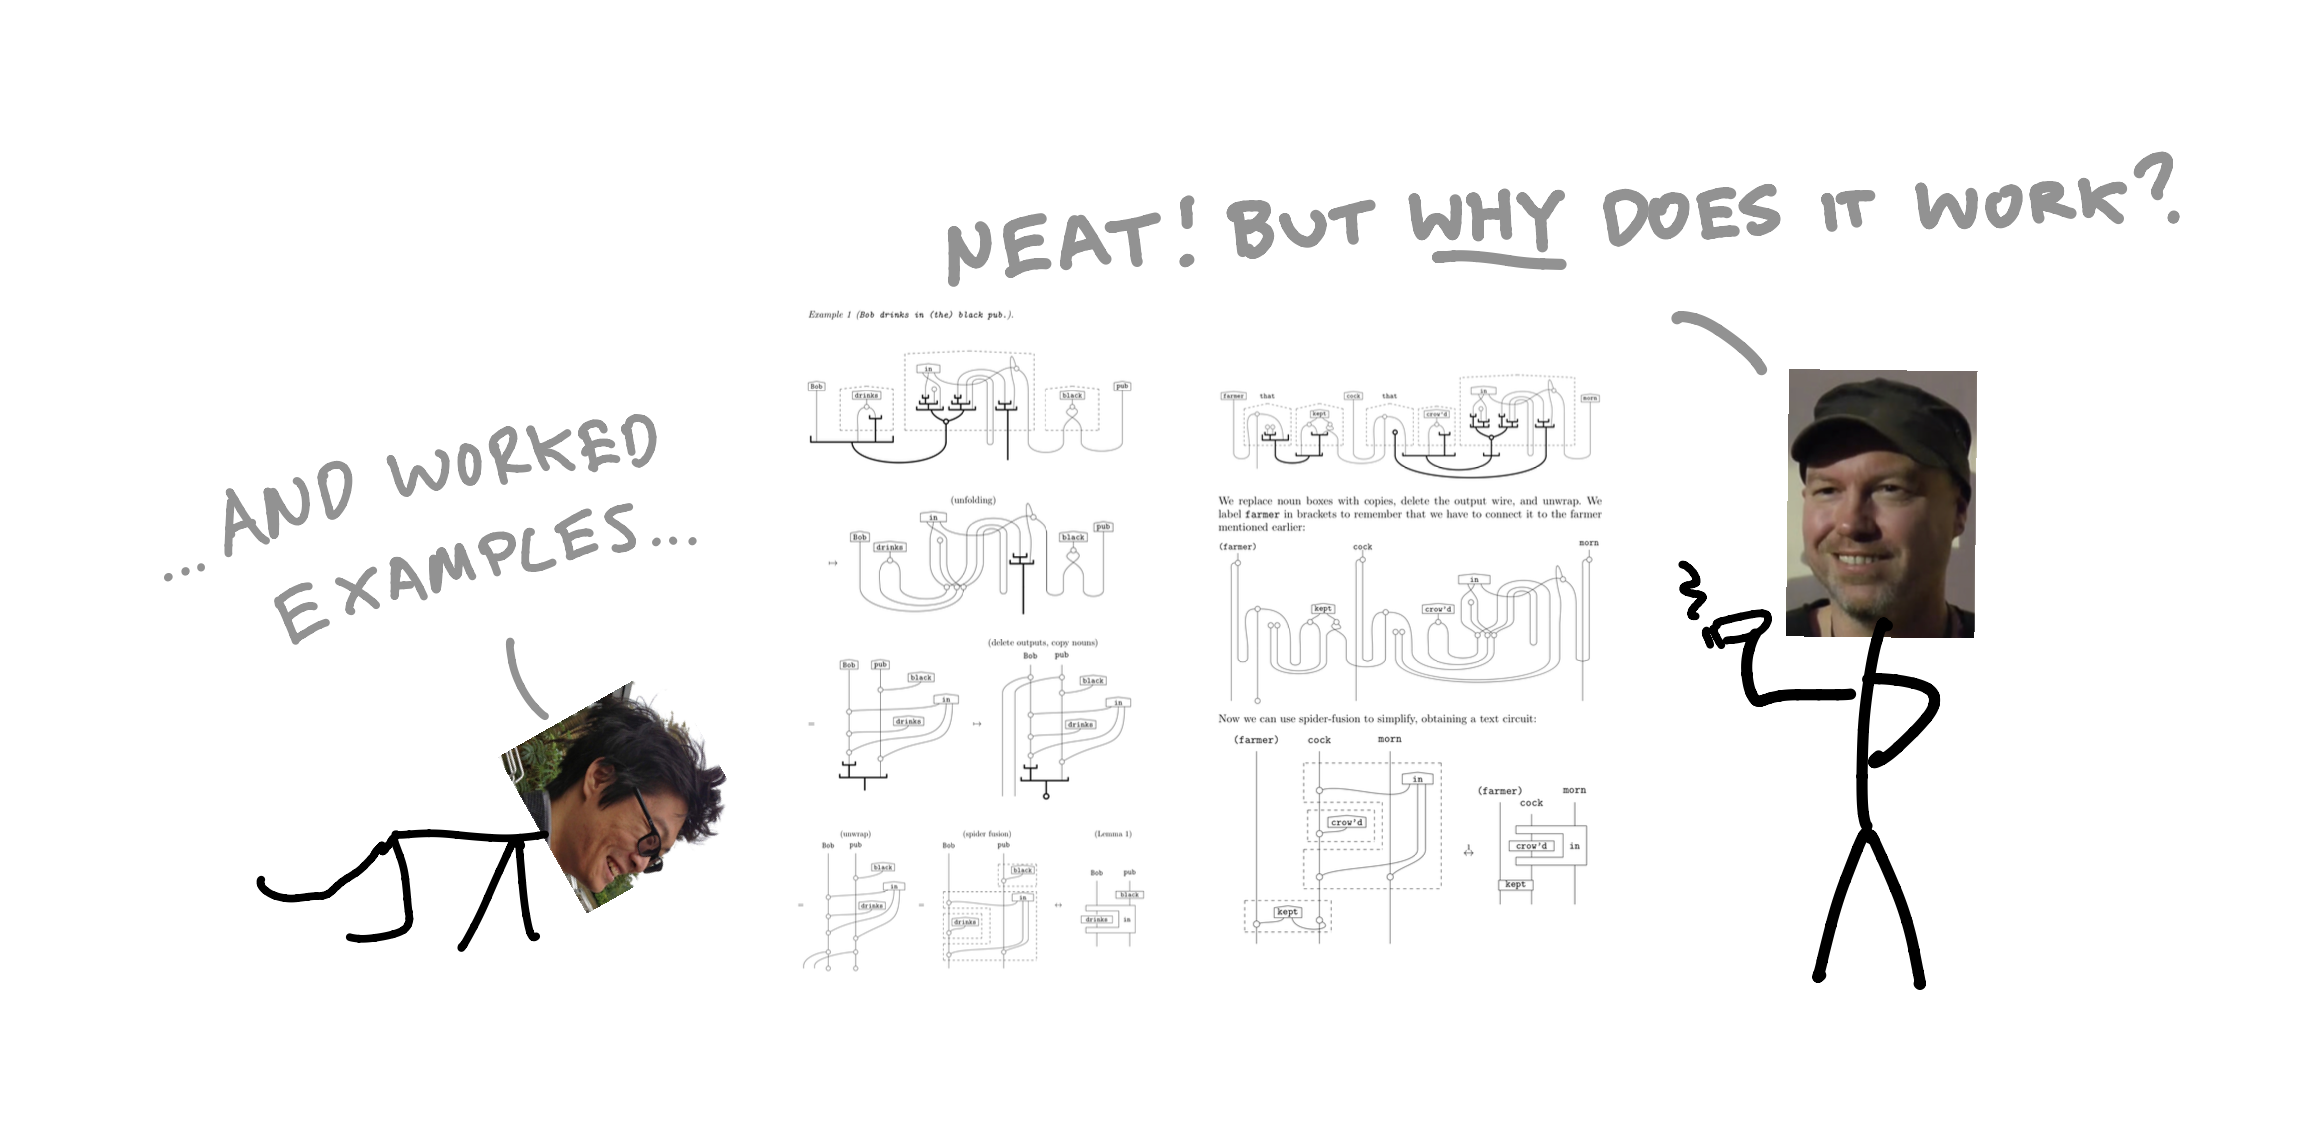 NEAT! BUT WHY DOES IT WORK?
...AND WORKED
EXAMPLES...
Example 1 (Bob drinks in (the) black pub.).
Bob drinks in black pub
(unfolding)
Bob drinks in black pub
↦
(delete outputs, copy nouns)
Bob pub black in drinks
=
Bob pub black in drinks
↦
(unwrap)
Bob pub
black
in
drinks
=
(spider fusion)
Bob pub
black
in
drinks
=
(Lemma 1)
Bob pub
black
drinks in
↔
farmer that kept cock that crow'd in morn
We replace noun boxes with copies, delete the output wire, and unwrap. We
label farmer in brackets to remember that we have to connect it to the farmer
mentioned earlier:
(farmer) cock morn
kept crow'd in
Now we can use spider-fusion to simplify, obtaining a text circuit:
(farmer) cock morn
in
crow'd
kept
1
↔
(farmer) morn
cock
crow'd in
kept